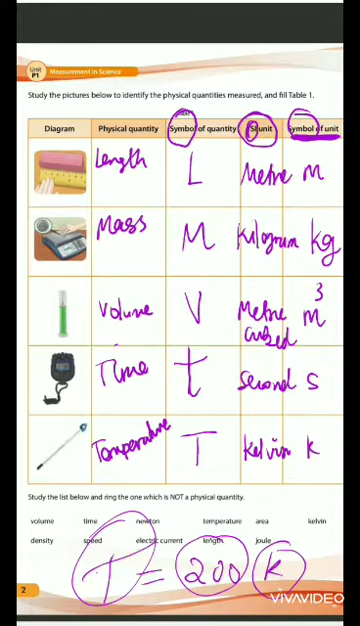 Unit
P1
Measurement in Science
Study the pictures below to identify the physical quantities measured, and fill Table 1.
Diagram Physical quantity Symbol of quantity SI unit Symbol of unit
Length L Metre m
Mass M Kilogram kg
Volume V Metre cubed m³
Time t second s
Temperature T kelvin k
Study the list below and ring the one which is NOT a physical quantity.
volume time newton temperature area kelvin
density speed electric current length joule
T = 200 k
2
VIVAVIDEO